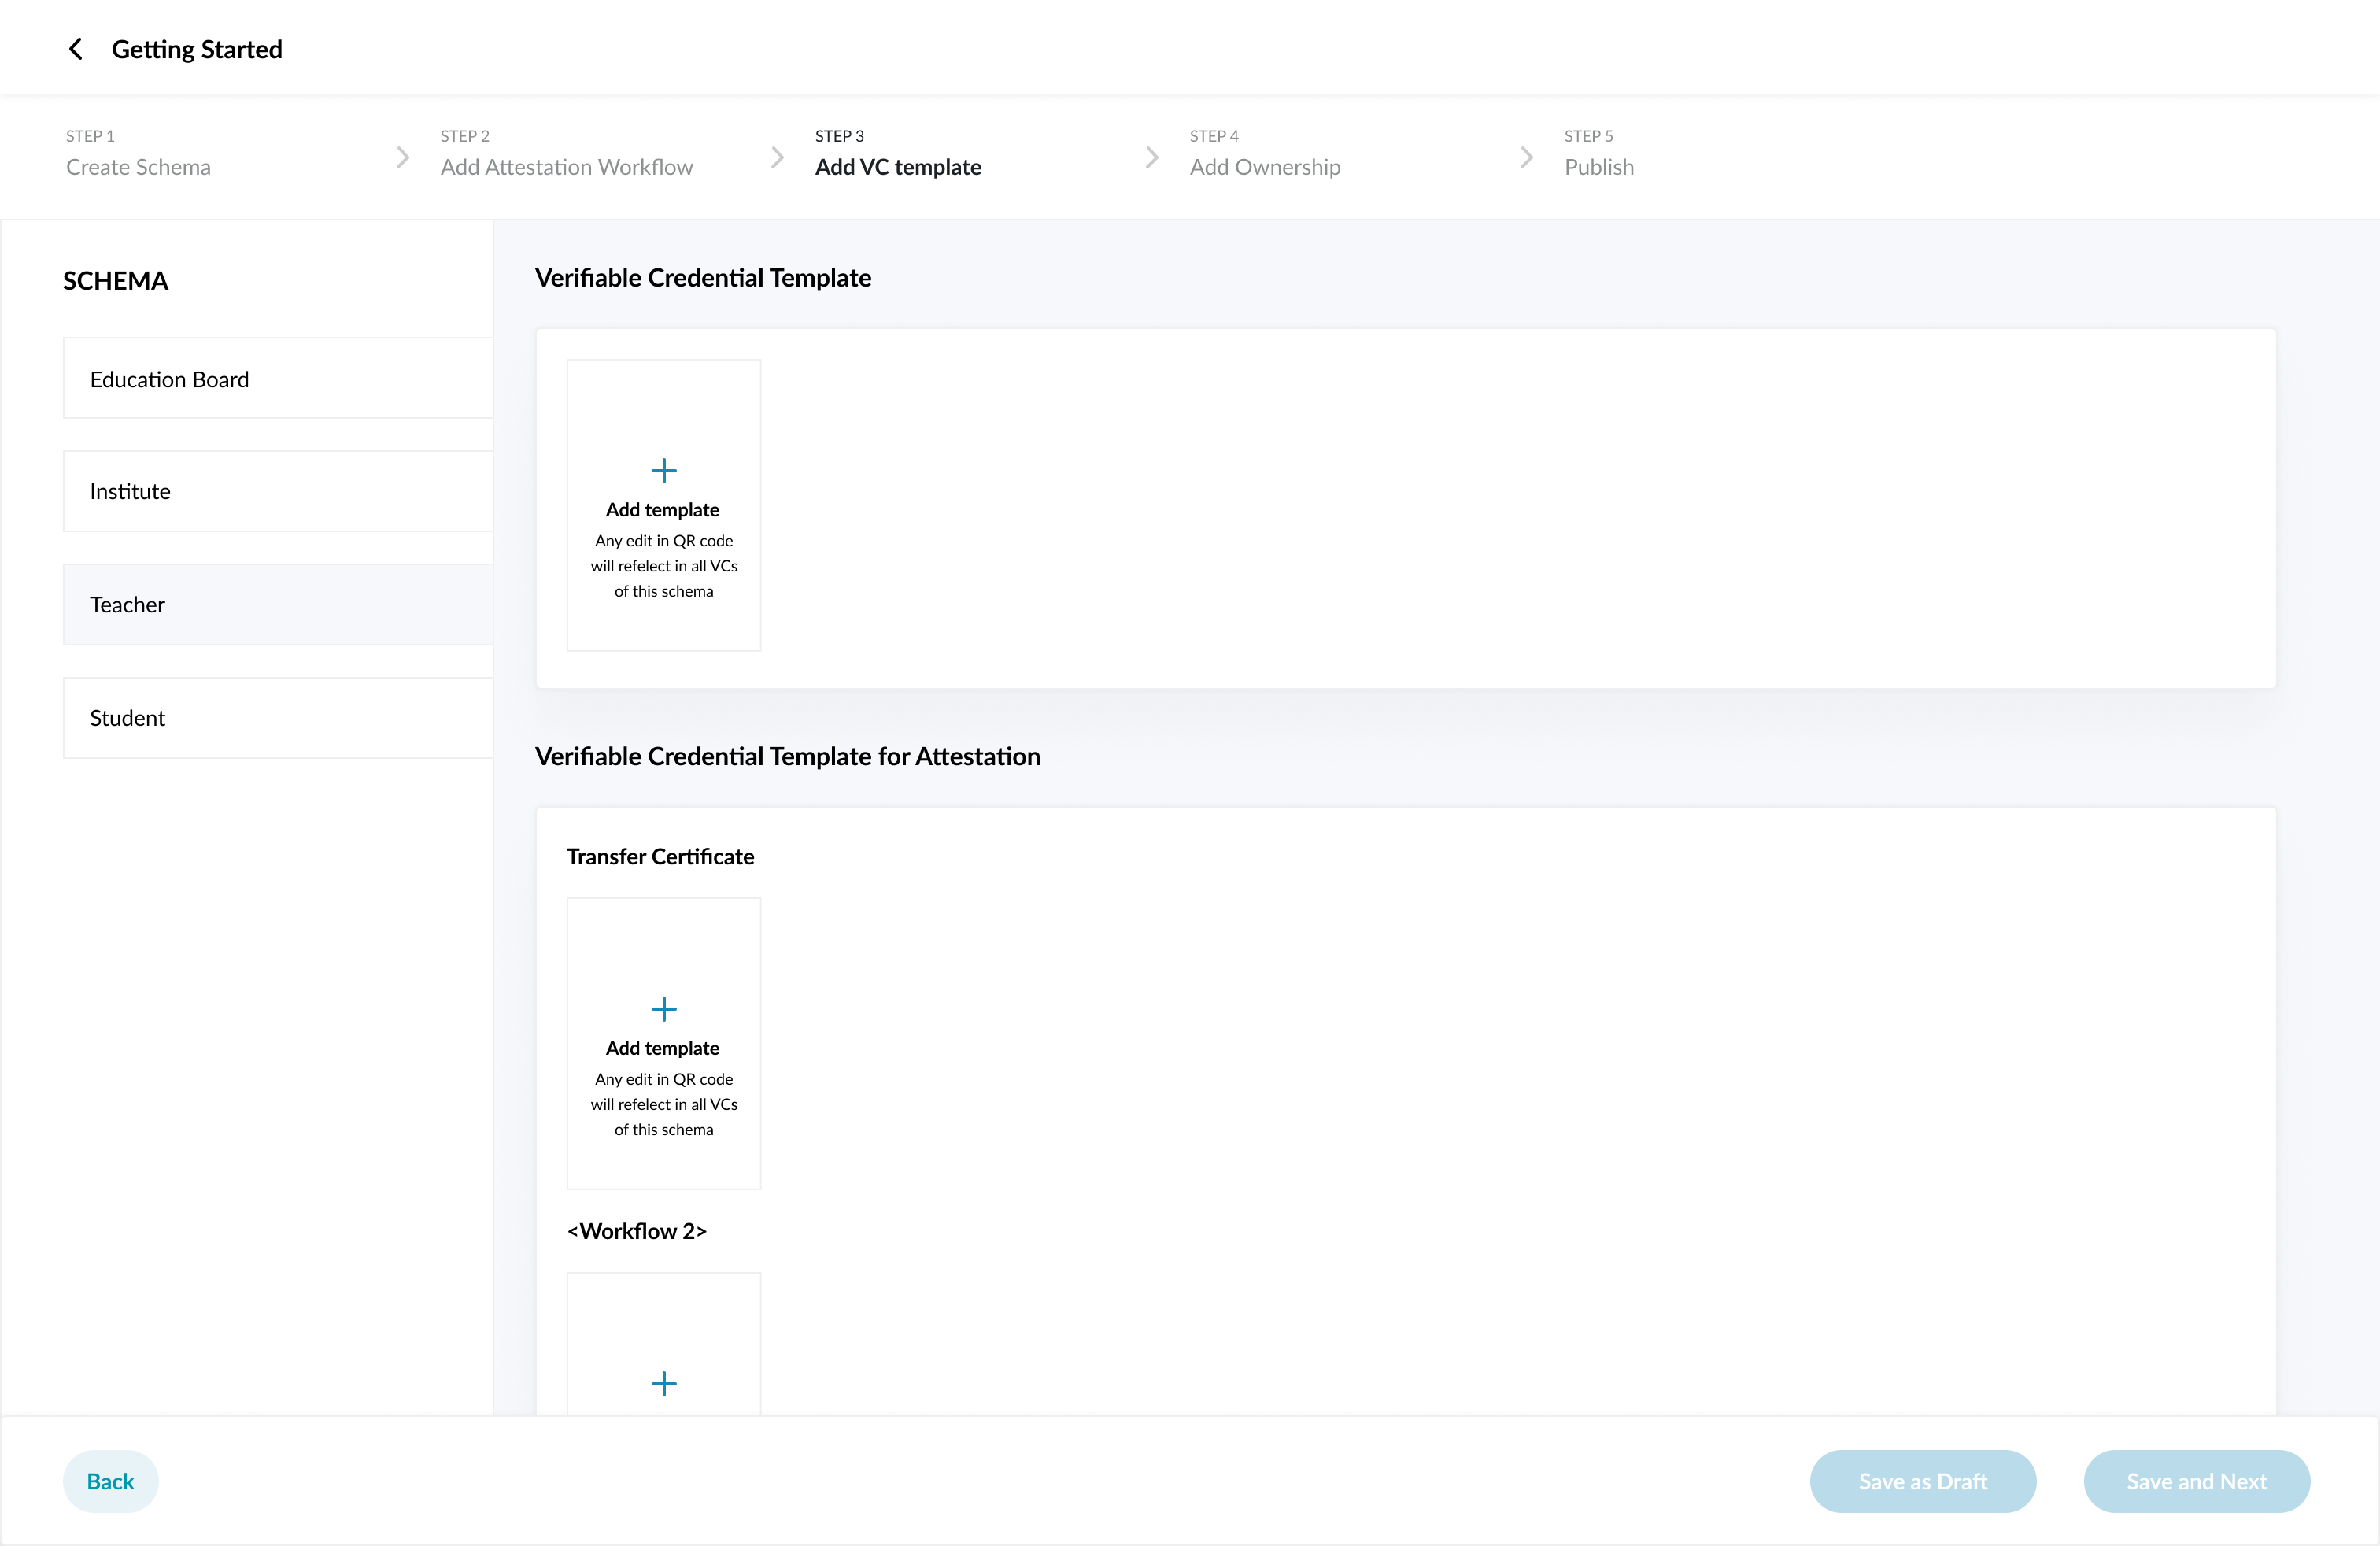 Getting Started
STEP 1
Create Schema
STEP 2
Add Attestation Workflow
STEP 3
Add VC template
STEP 4
Add Ownership
STEP 5
Publish
SCHEMA
Education Board
Institute
Teacher
Student
Verifiable Credential Template
Add template
Any edit in QR code
will refelect in all VCs
of this schema
Verifiable Credential Template for Attestation
Transfer Certificate
Add template
Any edit in QR code
will refelect in all VCs
of this schema
<Workflow 2>
Back
Save as Draft
Save and Next